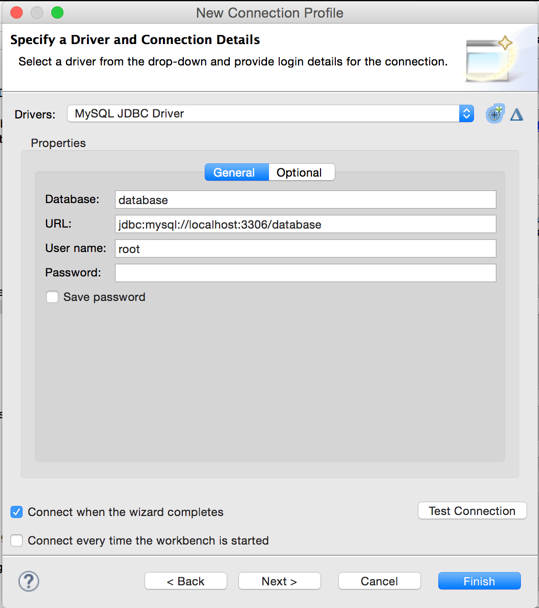 New Connection Profile
Specify a Driver and Connection Details
Select a driver from the drop-down and provide login details for the connection.
Drivers: MySQL JDBC Driver
Properties
General Optional
Database: database
URL: jdbc:mysql://localhost:3306/database
User name: root
Password:
Save password
Connect when the wizard completes Test Connection
Connect every time the workbench is started
? < Back Next > Cancel Finish